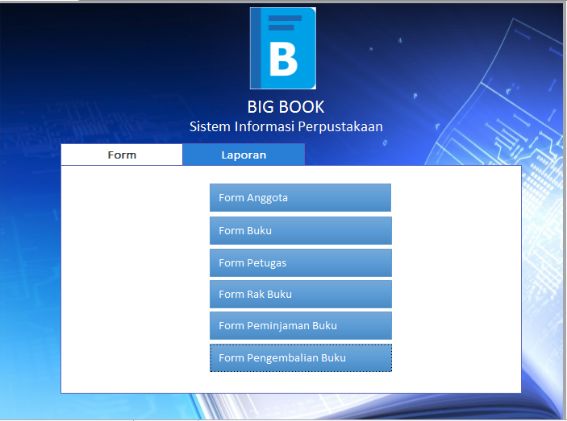 B
BIG BOOK
Sistem Informasi Perpustakaan
Form
Laporan
Form Anggota
Form Buku
Form Petugas
Form Rak Buku
Form Peminjaman Buku
Form Pengembalian Buku